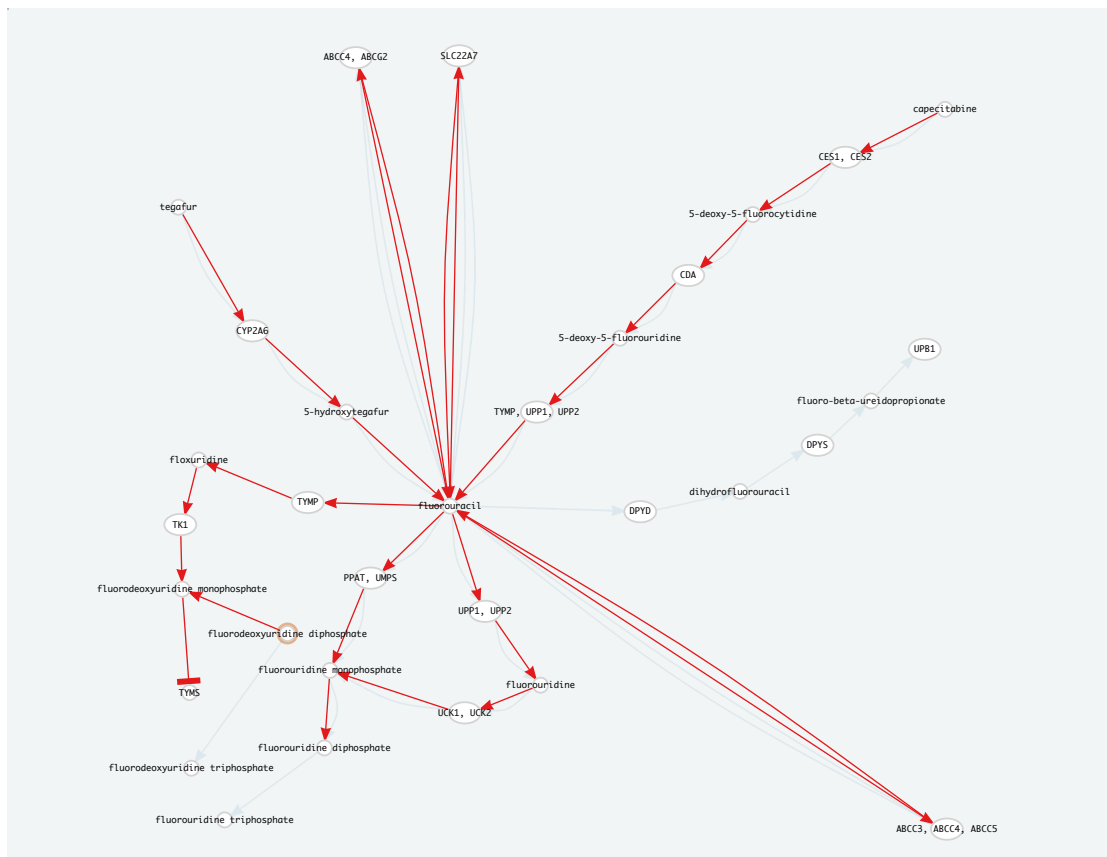 ABCC4, ABCG2
SLC22A7
capecitabine
CES1, CES2
tegafur
5-deoxy-5-fluorocytidine
CDA
CYP2A6
5-deoxy-5-fluorouridine
UPB1
fluoro-beta-ureidopropionate
5-hydroxytegafur
TYMP, UPP1, UPP2
DPYS
floxuridine
dihydrofluorouracil
TYMP
fluorouracil
DPYD
TK1
PPAT, UMPS
fluorodeoxyuridine monophosphate
UPP1, UPP2
fluorodeoxyuridine diphosphate
fluorouridine monophosphate
fluorouridine
TYMS
UCK1, UCK2
fluorouridine diphosphate
fluorodeoxyuridine triphosphate
fluorouridine triphosphate
ABCC3, ABCC4, ABCC5